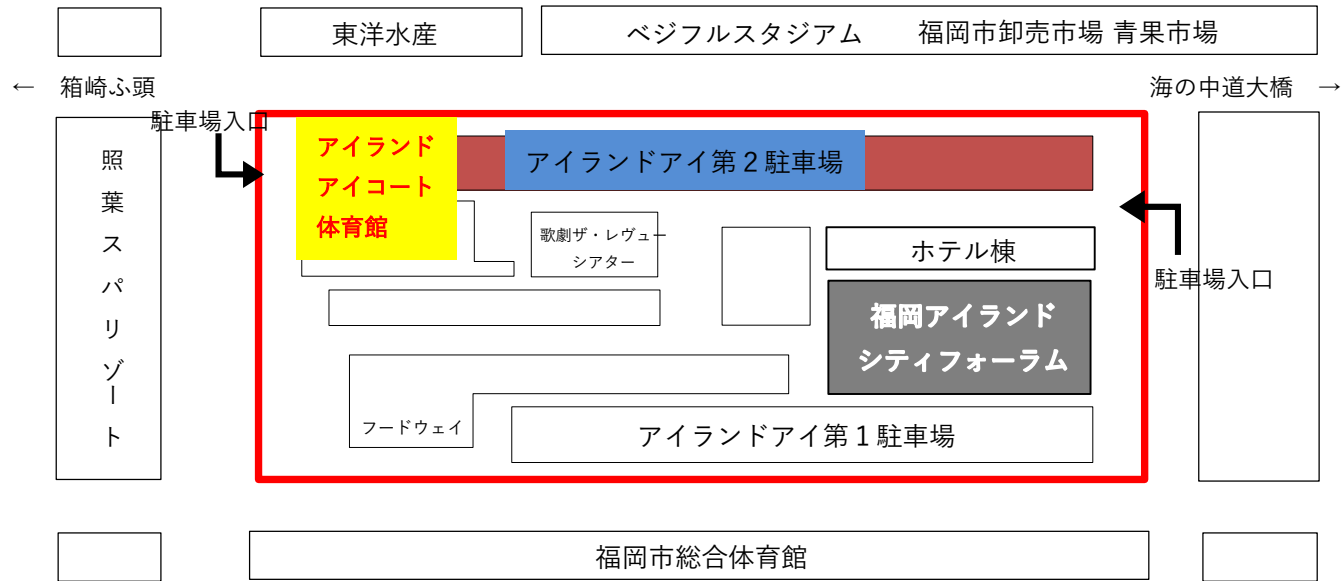 東洋水産
ベジフルスタジアム　福岡市卸売市場 青果市場
←　箱崎ふ頭
海の中道大橋　→
駐車場入口
照葉スパリゾート
アイランド
アイコート
体育館
アイランドアイ第２駐車場
歌劇ザ・レヴュー
シアター
ホテル棟
駐車場入口
福岡アイランド
シティフォーラム
フードウェイ
アイランドアイ第１駐車場
福岡市総合体育館